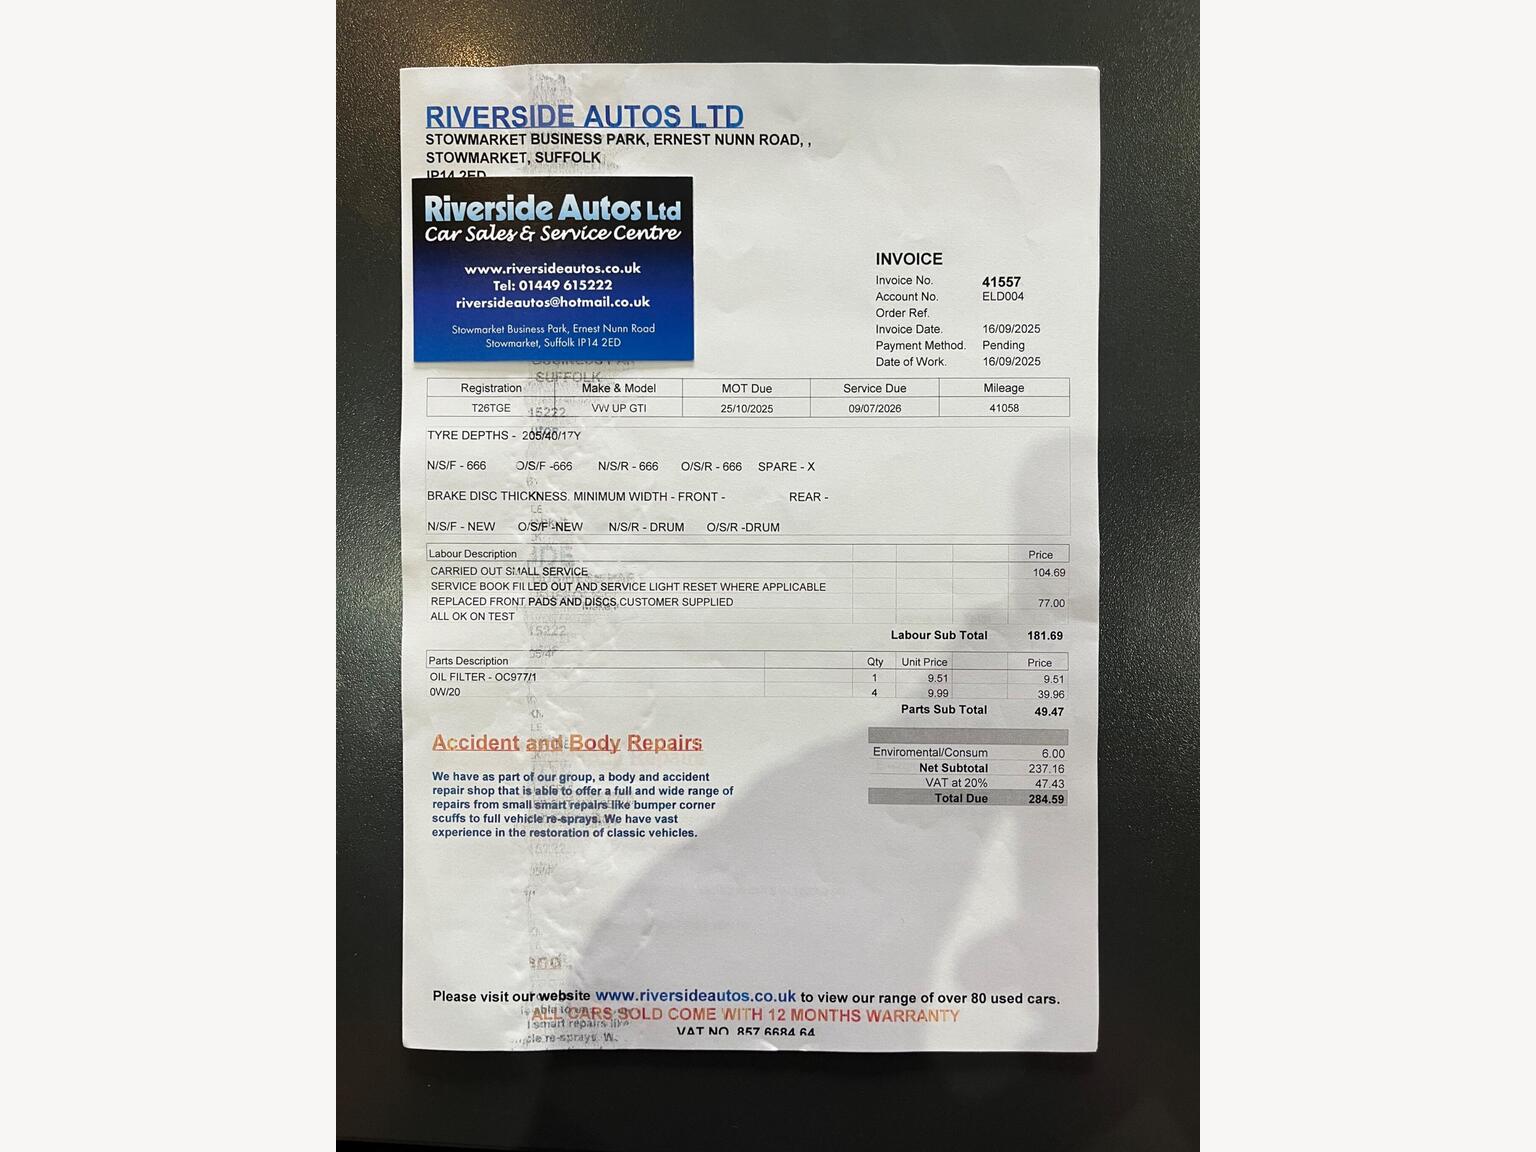 RIVERSIDE AUTOS LTD
STOWMARKET BUSINESS PARK, ERNEST NUNN ROAD, ,
STOWMARKET, SUFFOLK
IP14 2ED
Riverside Autos Ltd
Car Sales & Service Centre
www.riversideautos.co.uk
Tel: 01449 615222
riversideautos@hotmail.co.uk
Stowmarket Business Park, Ernest Nunn Road
Stowmarket, Suffolk IP14 2ED
INVOICE
Invoice No. 41557
Account No. ELD004
Order Ref.
Invoice Date. 16/09/2025
Payment Method. Pending
Date of Work. 16/09/2025
SUFFOLK
Registration Make & Model MOT Due Service Due Mileage
T26TGE VW UP GTI 25/10/2025 09/07/2026 41058
15222
TYRE DEPTHS - 205/40/17Y
N/S/F - 666 O/S/F -666 N/S/R - 666 O/S/R - 666 SPARE - X
BRAKE DISC THICKNESS. MINIMUM WIDTH - FRONT - REAR -
N/S/F - NEW O/S/F -NEW N/S/R - DRUM O/S/R -DRUM
Labour Description Price
CARRIED OUT SMALL SERVICE 104.69
SERVICE BOOK FILLED OUT AND SERVICE LIGHT RESET WHERE APPLICABLE
REPLACED FRONT PADS AND DISCS CUSTOMER SUPPLIED 77.00
ALL OK ON TEST
15222
Labour Sub Total 181.69
Parts Description Qty Unit Price Price
OIL FILTER - OC977/1 1 9.51 9.51
0W/20 4 9.99 39.96
Parts Sub Total 49.47
Accident and Body Repairs
We have as part of our group, a body and accident
repair shop that is able to offer a full and wide range of
repairs from small smart repairs like bumper corner
scuffs to full vehicle re-sprays. We have vast
experience in the restoration of classic vehicles.
Enviromental/Consum 6.00
Net Subtotal 237.16
VAT at 20% 47.43
Total Due 284.59
Please visit our website www.riversideautos.co.uk to view our range of over 80 used cars.
ALL CARS SOLD COME WITH 12 MONTHS WARRANTY
VAT NO. 857 6684 64